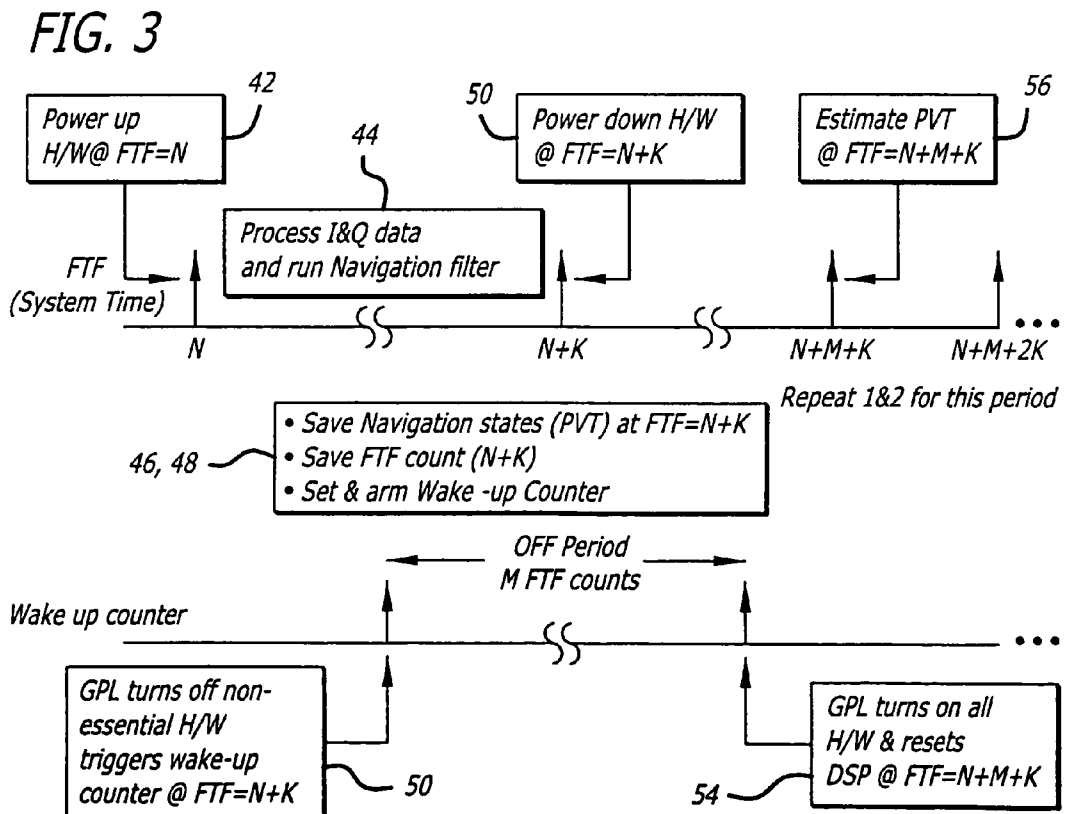 FIG. 3
42
Power up
H/W@ FTF=N
44
Process I&Q data
and run Navigation filter
50
Power down H/W
@ FTF=N+K
56
Estimate PVT
@ FTF=N+M+K
FTF
(System Time)
N
N+K
N+M+K
N+M+2K
Repeat 1&2 for this period
46, 48
• Save Navigation states (PVT) at FTF=N+K
• Save FTF count (N+K)
• Set & arm Wake -up Counter
OFF Period
M FTF counts
Wake up counter
GPL turns off non-
essential H/W
triggers wake-up
counter @ FTF=N+K
50
GPL turns on all
H/W & resets
DSP @ FTF=N+M+K
54